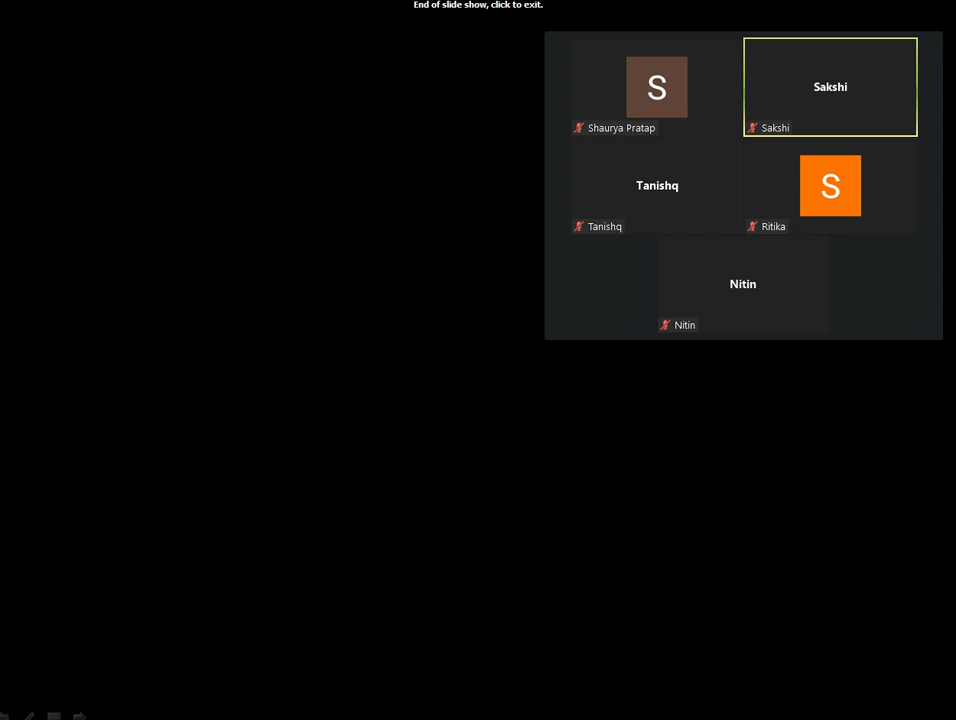 End of slide show, click to exit.
S
Shaurya Pratap
Sakshi
Sakshi
Tanishq
Tanishq
S
Ritika
Nitin
Nitin